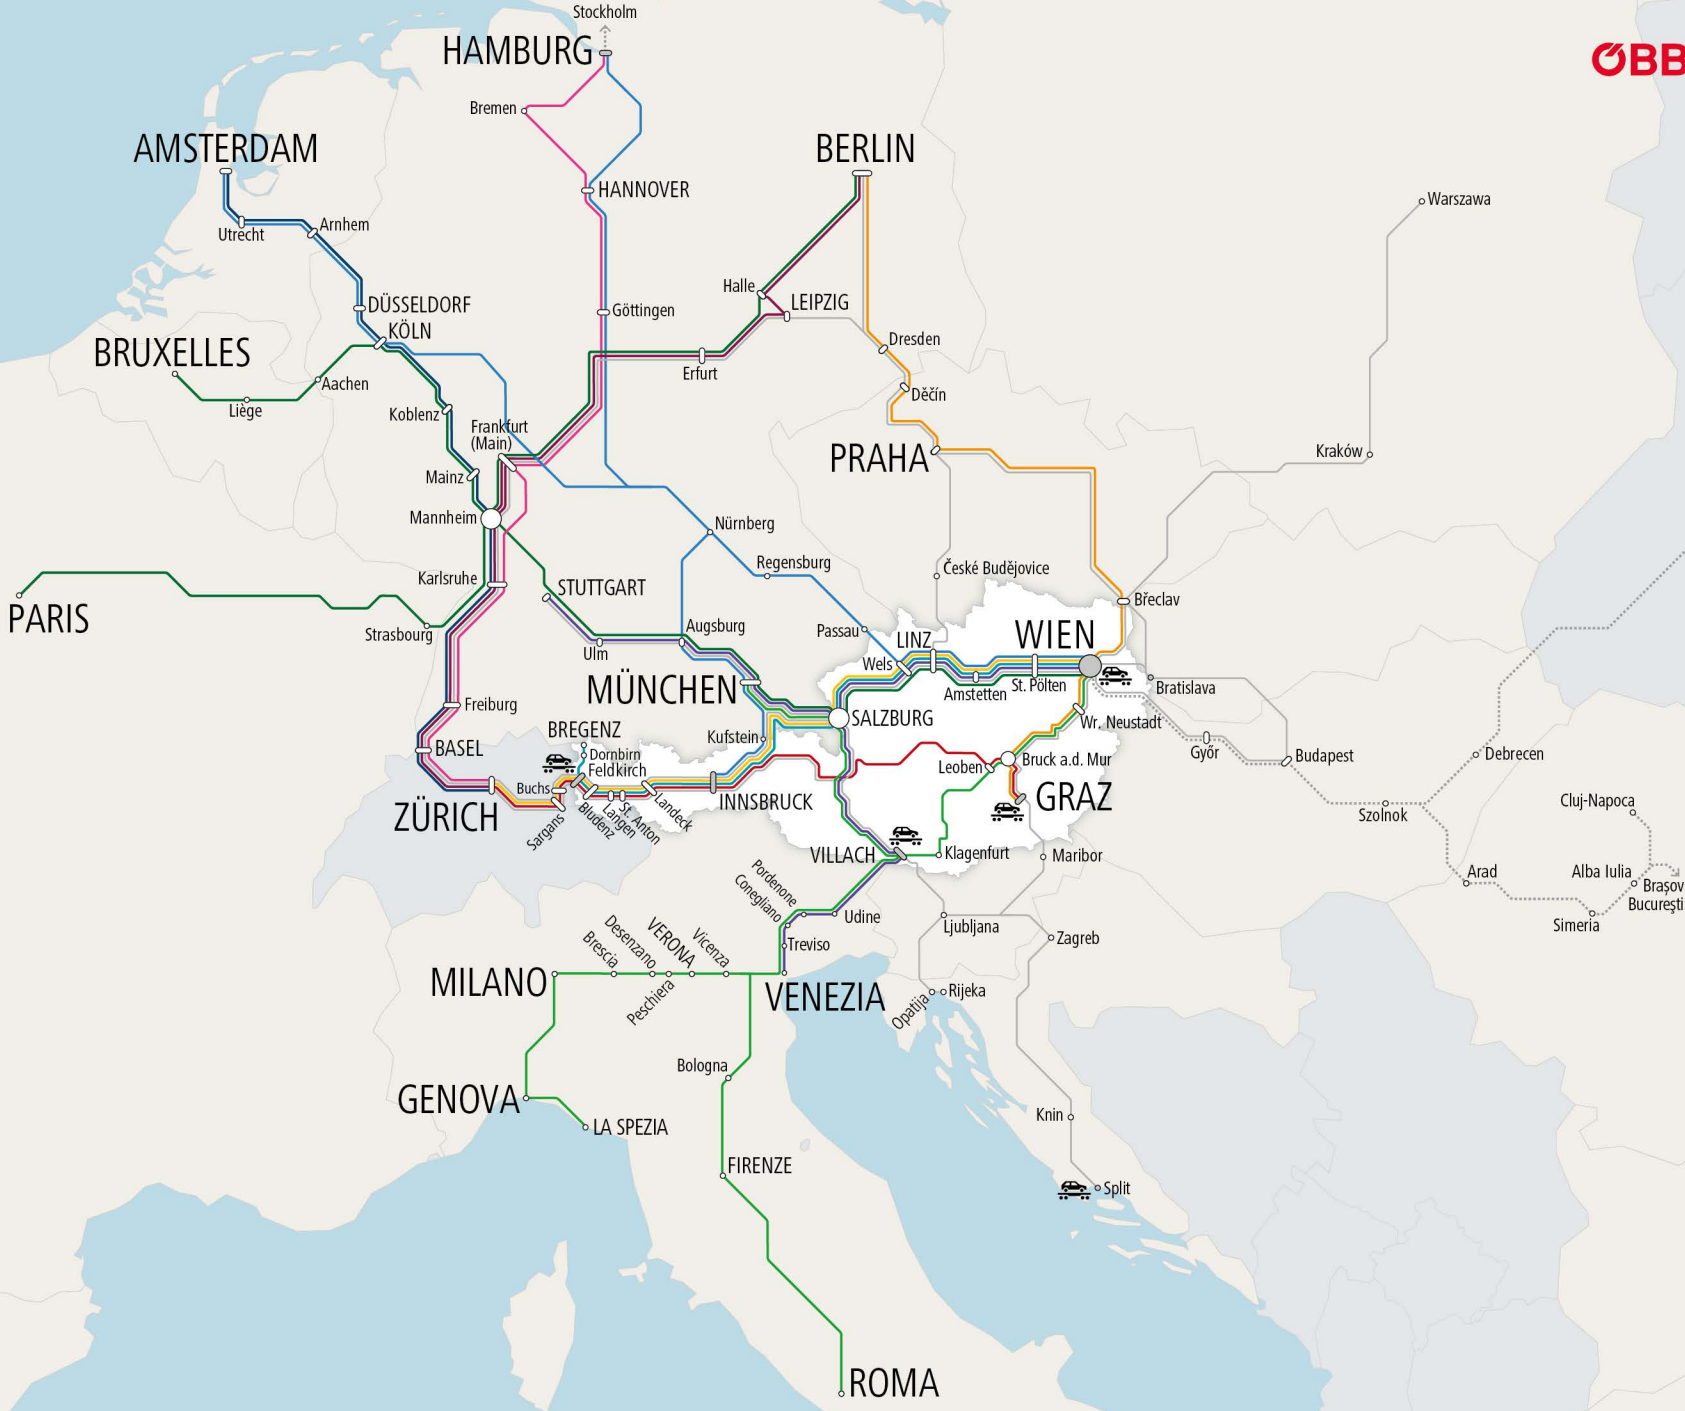 Stockholm
HAMBURG
ÖBB
Bremen
AMSTERDAM
BERLIN
HANNOVER
Warszawa
Utrecht
Arnhem
Halle
LEIPZIG
DÜSSELDORF
Göttingen
KÖLN
Dresden
BRUXELLES
Erfurt
Aachen
Děčín
Liège
Koblenz
Frankfurt
(Main)
PRAHA
Kraków
Mainz
Mannheim
Nürnberg
Regensburg
České Budějovice
Karlsruhe
STUTTGART
Břeclav
PARIS
Strasbourg
Augsburg
Passau
LINZ
WIEN
Ulm
Wels
MÜNCHEN
Amstetten
St. Pölten
Bratislava
Freiburg
SALZBURG
Wr. Neustadt
BREGENZ
Kufstein
BASEL
Dornbirn
Feldkirch
Győr
Budapest
Debrecen
Leoben
Bruck a.d. Mur
Buchs
ZÜRICH
Sargans
Bludenz
Langen
St. Anton
Landeck
INNSBRUCK
GRAZ
Cluj-Napoca
Szolnok
VILLACH
Klagenfurt
Maribor
Arad
Alba Iulia
Brașov
București
Simeria
Pordenone
Conegliano
Udine
Ljubljana
Zagreb
Treviso
Brescia
Desenzano
VERONA
Vicenza
Peschiera
MILANO
VENEZIA
Opatija
Rijeka
Bologna
GENOVA
LA SPEZIA
Knin
FIRENZE
Split
ROMA